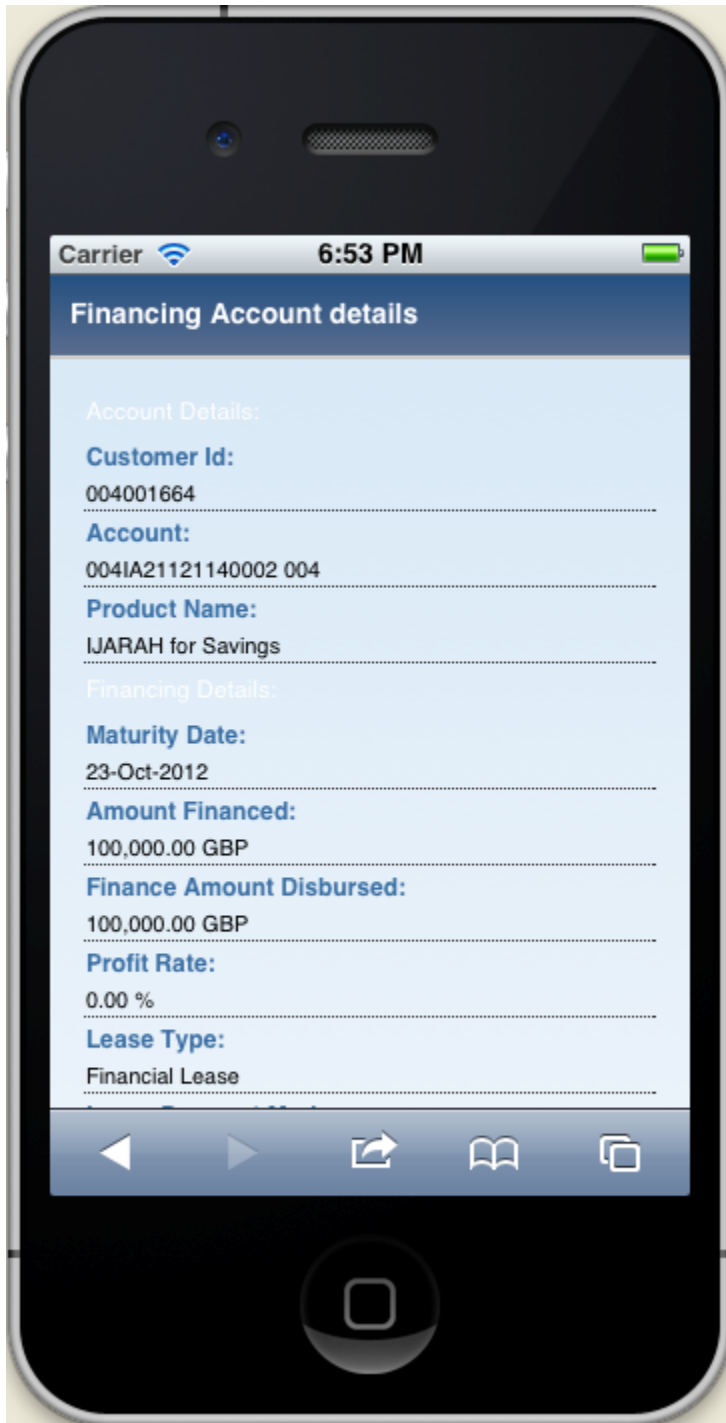 Carrier 6:53 PM
Financing Account details
Account Details:
Customer Id:
004001664
Account:
004IA21121140002 004
Product Name:
IJARAH for Savings
Financing Details:
Maturity Date:
23-Oct-2012
Amount Financed:
100,000.00 GBP
Finance Amount Disbursed:
100,000.00 GBP
Profit Rate:
0.00 %
Lease Type:
Financial Lease